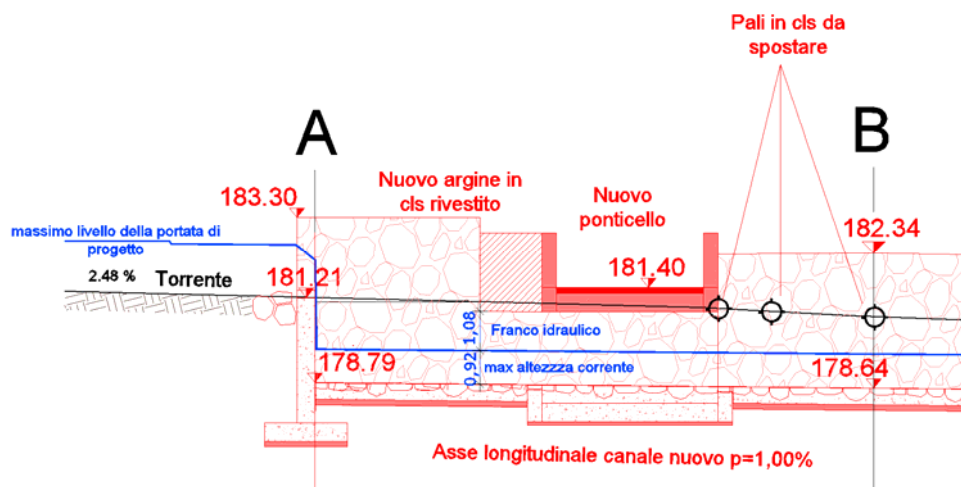 Pali in cls da
spostare
A
B
183.30
Nuovo argine in
cls rivestito
Nuovo
ponticello
182.34
massimo livello della portata di
progetto
2.48 %
Torrente
181.21
181.40
1,08
Franco idraulico
0,92
max altezzza corrente
178.79
178.64
Asse longitudinale canale nuovo p=1,00%